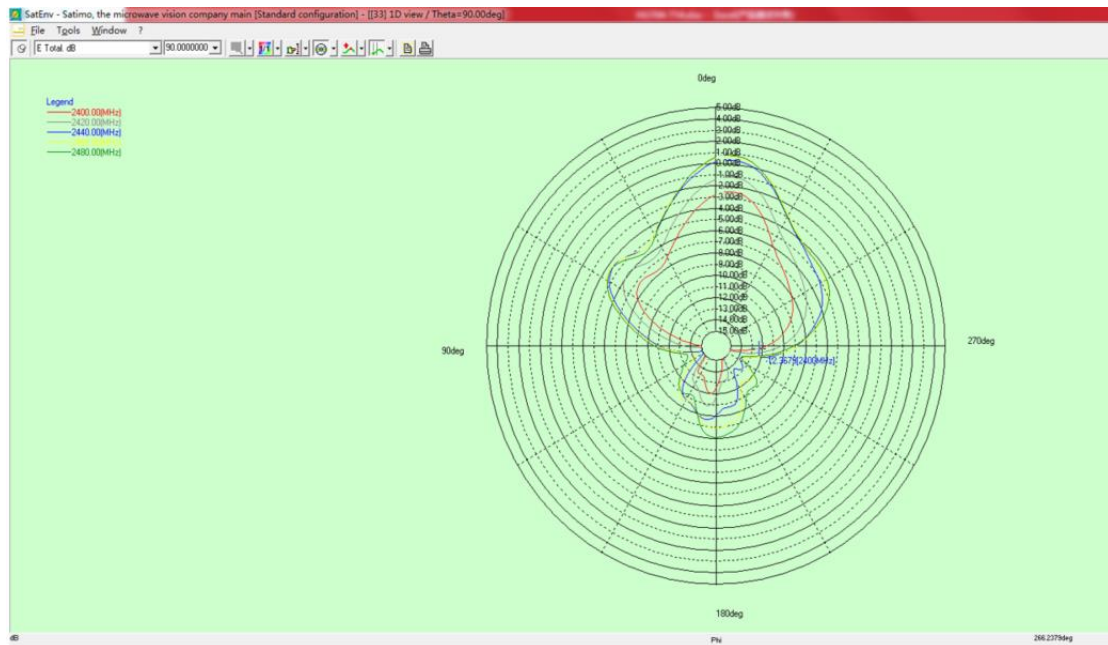 SatEnv - Satimo, the microwave vision company main [Standard configuration] - [[33] 1D view / Theta=90.00deg]
File Tools Window ?
E Total. dB 90.0000000
0deg
Legend
2400.00(MHz)
2420.00(MHz)
2440.00(MHz)
2480.00(MHz)
5.00dB
4.00dB
3.00dB
2.00dB
1.00dB
0.00dB
-1.00dB
-2.00dB
-3.00dB
-4.00dB
-5.00dB
-6.00dB
-7.00dB
-8.00dB
-9.00dB
-10.00dB
-11.00dB
-12.00dB
-13.00dB
-14.00dB
-15.00dB
90deg
270deg
-12.3679(2400MHz)
180deg
dB Phi 266.2379deg